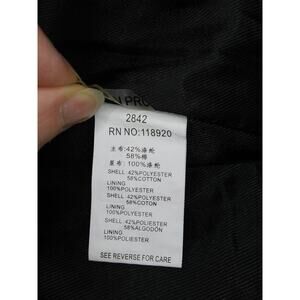 PRO
2842
RN NO:118920
主布:42%涤纶
58%棉
里布:100%涤纶
SHELL :42%POLYESTER
58%COTTON
LINING
100%POLYESTER
SHELL :42%POLYESTER
58%COTON
LINING
100%POLYESTER
SHELL :42%POLIESTER
58%ALGODÓN
LINING
100%POLIESTER
SEE REVERSE FOR CARE